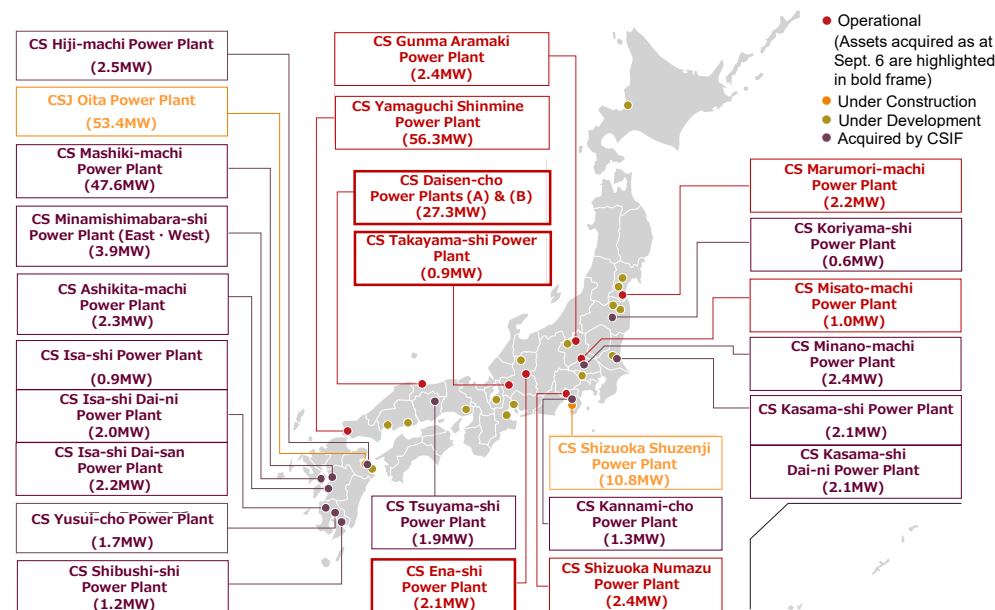 CS Hiji-machi Power Plant
(2.5MW)
CSJ Oita Power Plant
(53.4MW)
CS Mashiki-machi
Power Plant
(47.6MW)
CS Minamishimabara-shi
Power Plant (East・West)
(3.9MW)
CS Ashikita-machi
Power Plant
(2.3MW)
CS Isa-shi Power Plant
(0.9MW)
CS Isa-shi Dai-ni
Power Plant
(2.0MW)
CS Isa-shi Dai-san
Power Plant
(2.2MW)
CS Yusui-cho Power Plant
(1.7MW)
CS Shibushi-shi
Power Plant
(1.2MW)
CS Gunma Aramaki
Power Plant
(2.4MW)
CS Yamaguchi Shinmine
Power Plant
(56.3MW)
CS Daisen-cho
Power Plants (A) & (B)
(27.3MW)
CS Takayama-shi Power
Plant
(0.9MW)
CS Tsuyama-shi
Power Plant
(1.9MW)
CS Ena-shi
Power Plant
(2.1MW)
CS Shizuoka Shuzenji
Power Plant
(10.8MW)
CS Kannami-cho
Power Plant
(1.3MW)
CS Shizuoka Numazu
Power Plant
(2.4MW)
Operational
(Assets acquired as at
Sept. 6 are highlighted
in bold frame)
Under Construction
Under Development
Acquired by CSIF
CS Marumori-machi
Power Plant
(2.2MW)
CS Koriyama-shi
Power Plant
(0.6MW)
CS Misato-machi
Power Plant
(1.0MW)
CS Minano-machi
Power Plant
(2.4MW)
CS Kasama-shi Power Plant
(2.1MW)
CS Kasama-shi
Dai-ni Power Plant
(2.1MW)